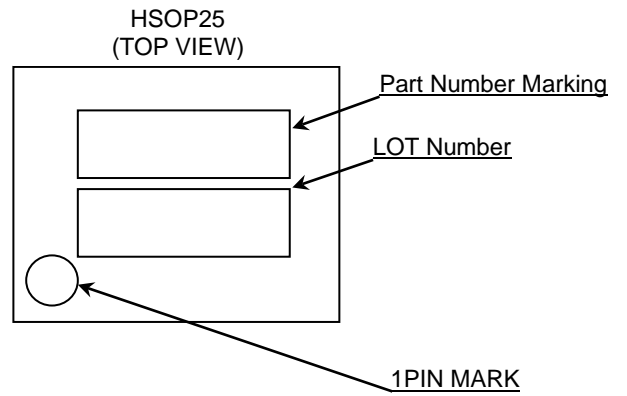 HSOP25
(TOP VIEW)
Part Number Marking
LOT Number
1PIN MARK